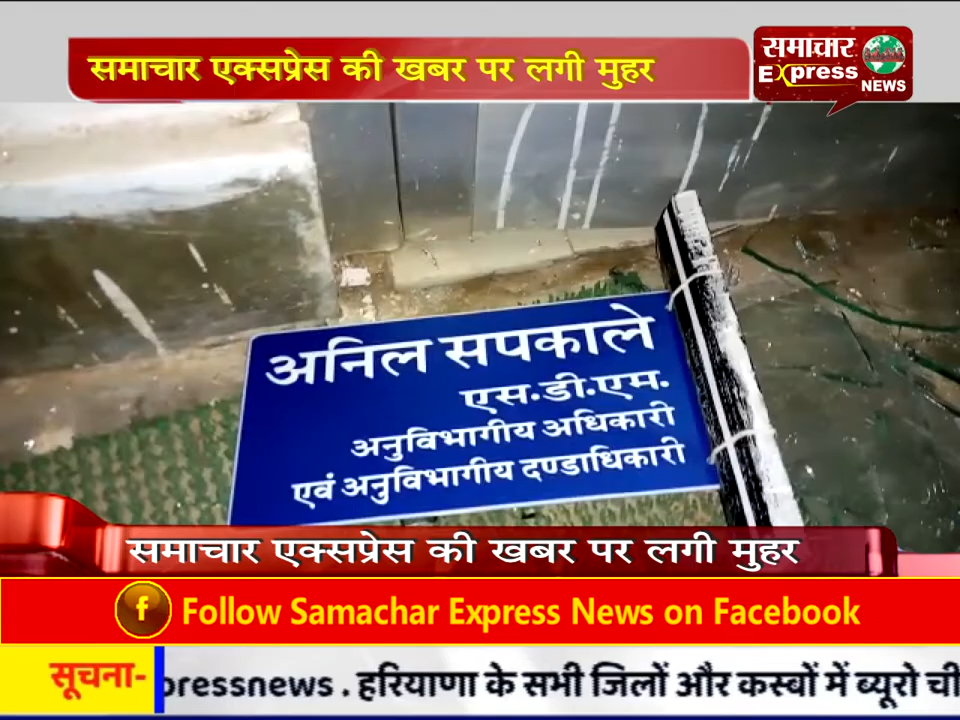 समाचार एक्सप्रेस की खबर पर लगी मुहर
समाचार
Express
NEWS
अनिल सपकाले
एस.डी.एम.
अनुविभागीय अधिकारी
एवं अनुविभागीय दण्डाधिकारी
समाचार एक्सप्रेस की खबर पर लगी मुहर
f Follow Samachar Express News on Facebook
सूचना- pressnews . हरियाणा के सभी जिलों और कस्बों में ब्यूरो ची